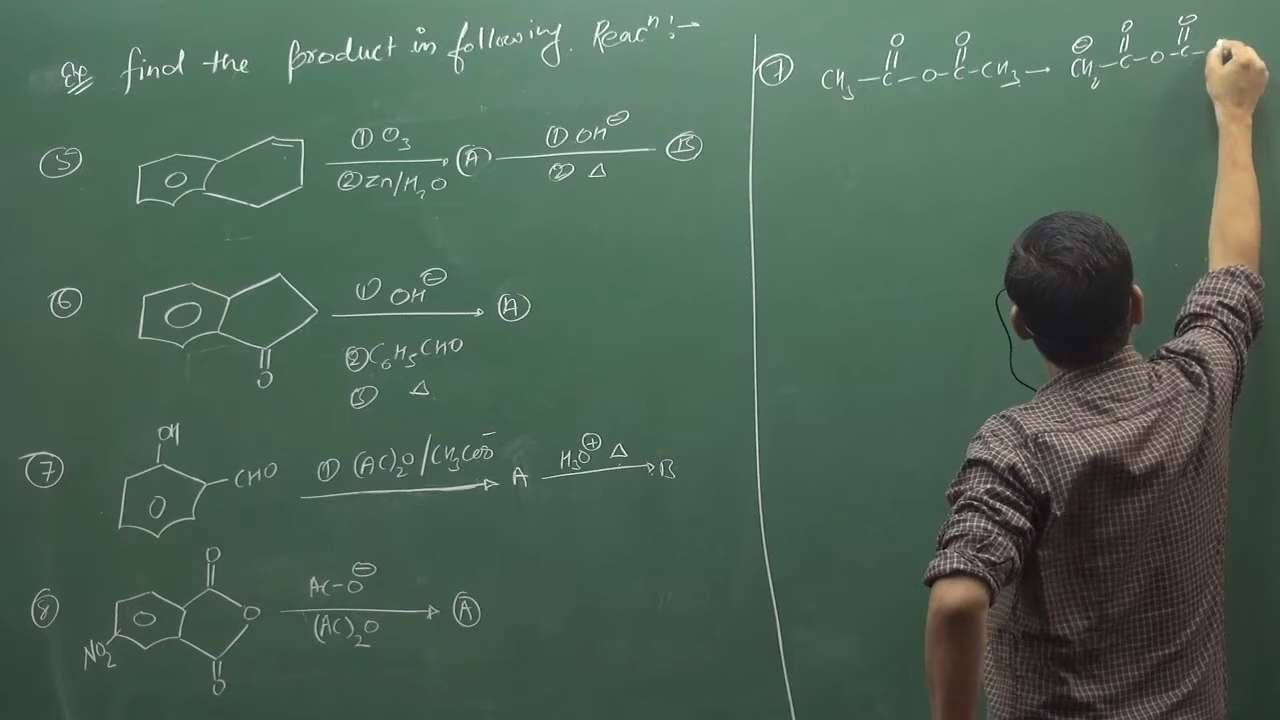 Ex find the product in following. Reacⁿ:-
⑤ ① O₃ ② Zn/H₂O Ⓐ ① OH⊖ ② △ Ⓑ
⑥ O ① OH⊖ ② C₆H₅CHO ③ △ Ⓐ
⑦ OH CHO ① (AC)₂O/CH₃COO⁻ A H₃O⊕ △ B
⑧ NO₂ O O O AC-O⊖ (AC)₂O Ⓐ
⑦ CH₃-C(=O)-O-C(=O)-CH₃ → ⊖CH₂-C(=O)-O-C(=O)-